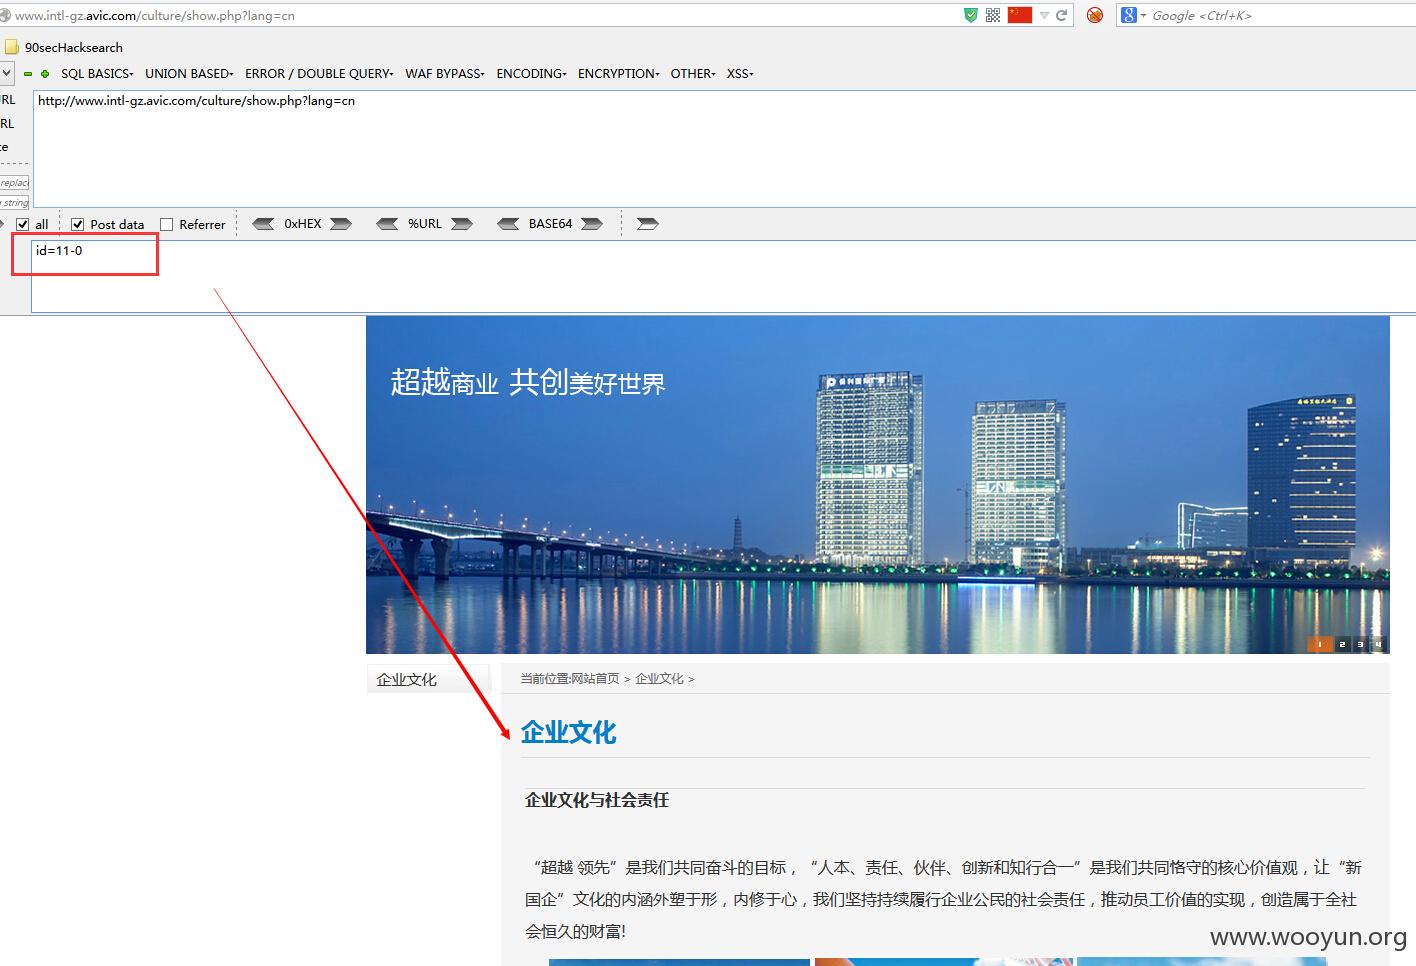 www.intl-gz.avic.com/culture/show.php?lang=cn
Google <Ctrl+K>
90secHacksearch
SQL BASICS UNION BASED ERROR / DOUBLE QUERY WAF BYPASS ENCODING ENCRYPTION OTHER XSS
http://www.intl-gz.avic.com/culture/show.php?lang=cn
all Post data Referrer 0xHEX %URL BASE64
id=11-0
超越商业 共创美好世界
1 2 3 4
企业文化
当前位置:网站首页 > 企业文化 >
企业文化
企业文化与社会责任
“超越 领先”是我们共同奋斗的目标，“人本、责任、伙伴、创新和知行合一”是我们共同恪守的核心价值观，让“新
国企”文化的内涵外塑于形，内修于心，我们坚持持续履行企业公民的社会责任，推动员工价值的实现，创造属于全社
会恒久的财富!
www.wooyun.org